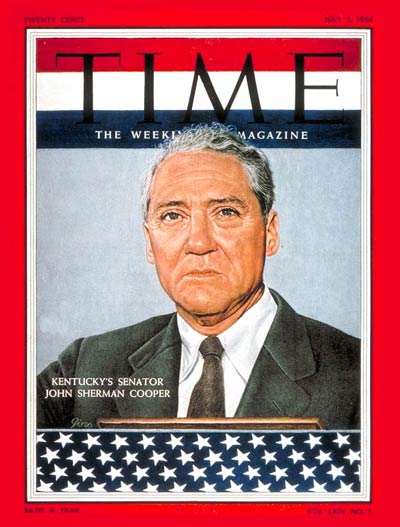 TWENTY CENTS JULY 5, 1954
TIME
THE WEEKLY MAGAZINE
KENTUCKY'S SENATOR
JOHN SHERMAN COOPER
$6.00 A YEAR VOL. LXIV NO. 1